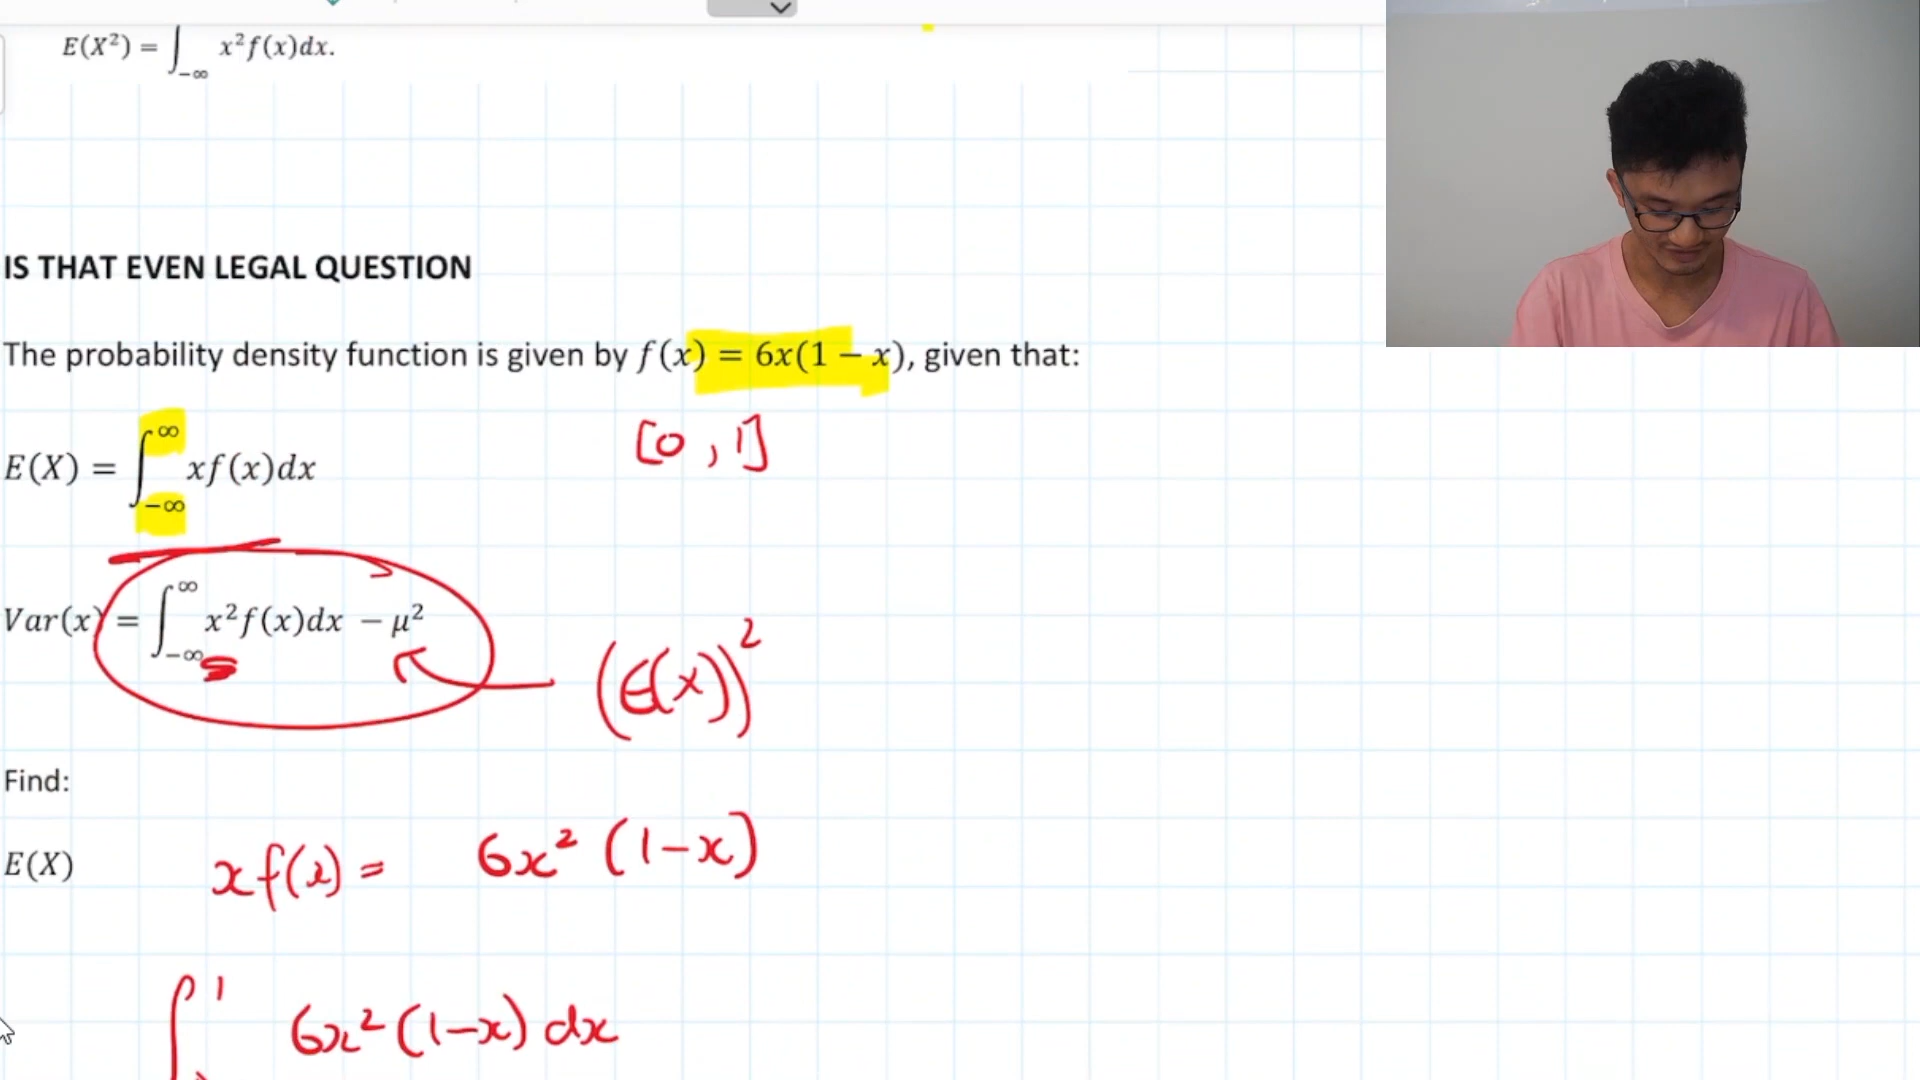 E(X²) = ∫₋∞ x²f(x)dx.
IS THAT EVEN LEGAL QUESTION
The probability density function is given by f(x) = 6x(1 − x), given that:
[0, 1]
E(X) = ∫₋∞^∞ xf(x)dx
Var(x) = ∫₋∞^∞ x²f(x)dx − μ²
(E(x))²
Find:
E(X)
xf(x) = 6x² (1-x)
∫¹ 6x² (1-x) dx